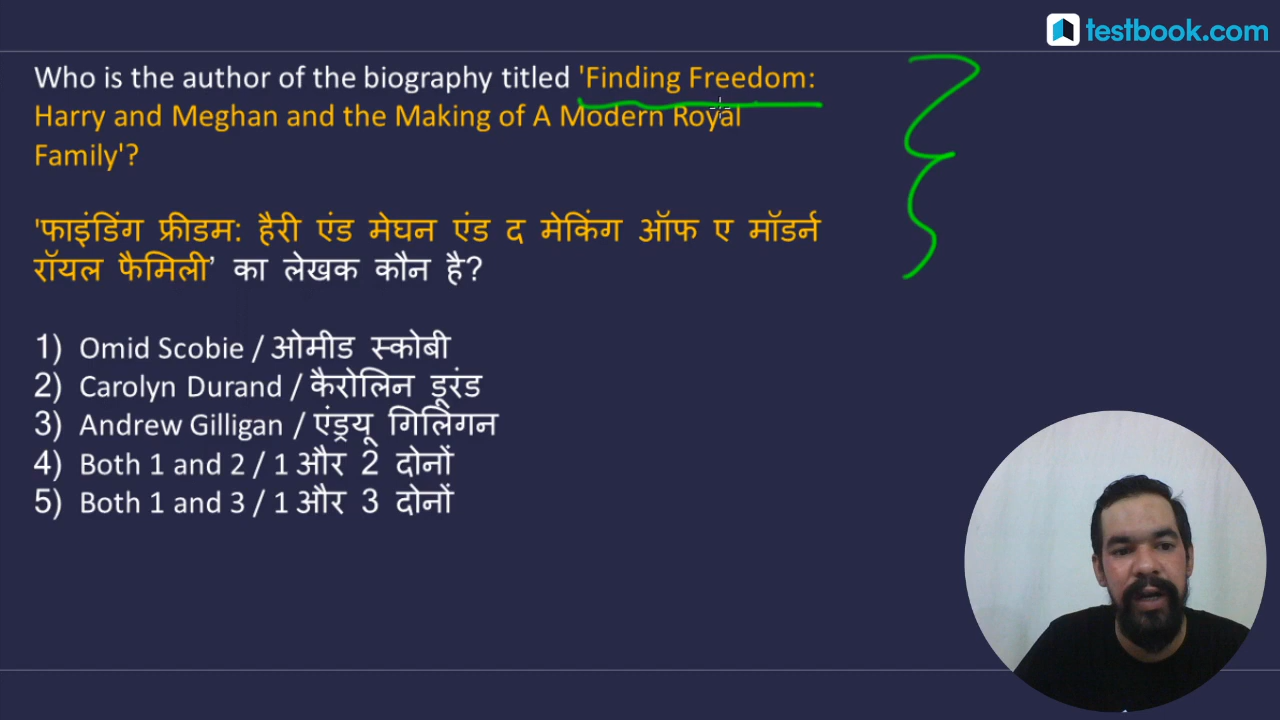 testbook.com
Who is the author of the biography titled 'Finding Freedom:
Harry and Meghan and the Making of A Modern Royal
Family'?
'फाइंडिंग फ्रीडम: हैरी एंड मेघन एंड द मेकिंग ऑफ ए मॉडर्न
रॉयल फैमिली’ का लेखक कौन है?
1) Omid Scobie / ओमीड स्कोबी
2) Carolyn Durand / कैरोलिन डूरंड
3) Andrew Gilligan / एंड्रयू गिलिगन
4) Both 1 and 2 / 1 और 2 दोनों
5) Both 1 and 3 / 1 और 3 दोनों